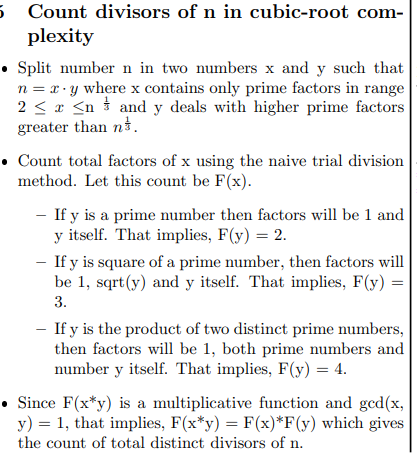 5 Count divisors of n in cubic-root com-
plexity
• Split number n in two numbers x and y such that
n = x · y where x contains only prime factors in range
2 ≤ x ≤n ^1/3 and y deals with higher prime factors
greater than n^1/3.
• Count total factors of x using the naive trial division
method. Let this count be F(x).
– If y is a prime number then factors will be 1 and
y itself. That implies, F(y) = 2.
– If y is square of a prime number, then factors will
be 1, sqrt(y) and y itself. That implies, F(y) =
3.
– If y is the product of two distinct prime numbers,
then factors will be 1, both prime numbers and
number y itself. That implies, F(y) = 4.
• Since F(x*y) is a multiplicative function and gcd(x,
y) = 1, that implies, F(x*y) = F(x)*F(y) which gives
the count of total distinct divisors of n.